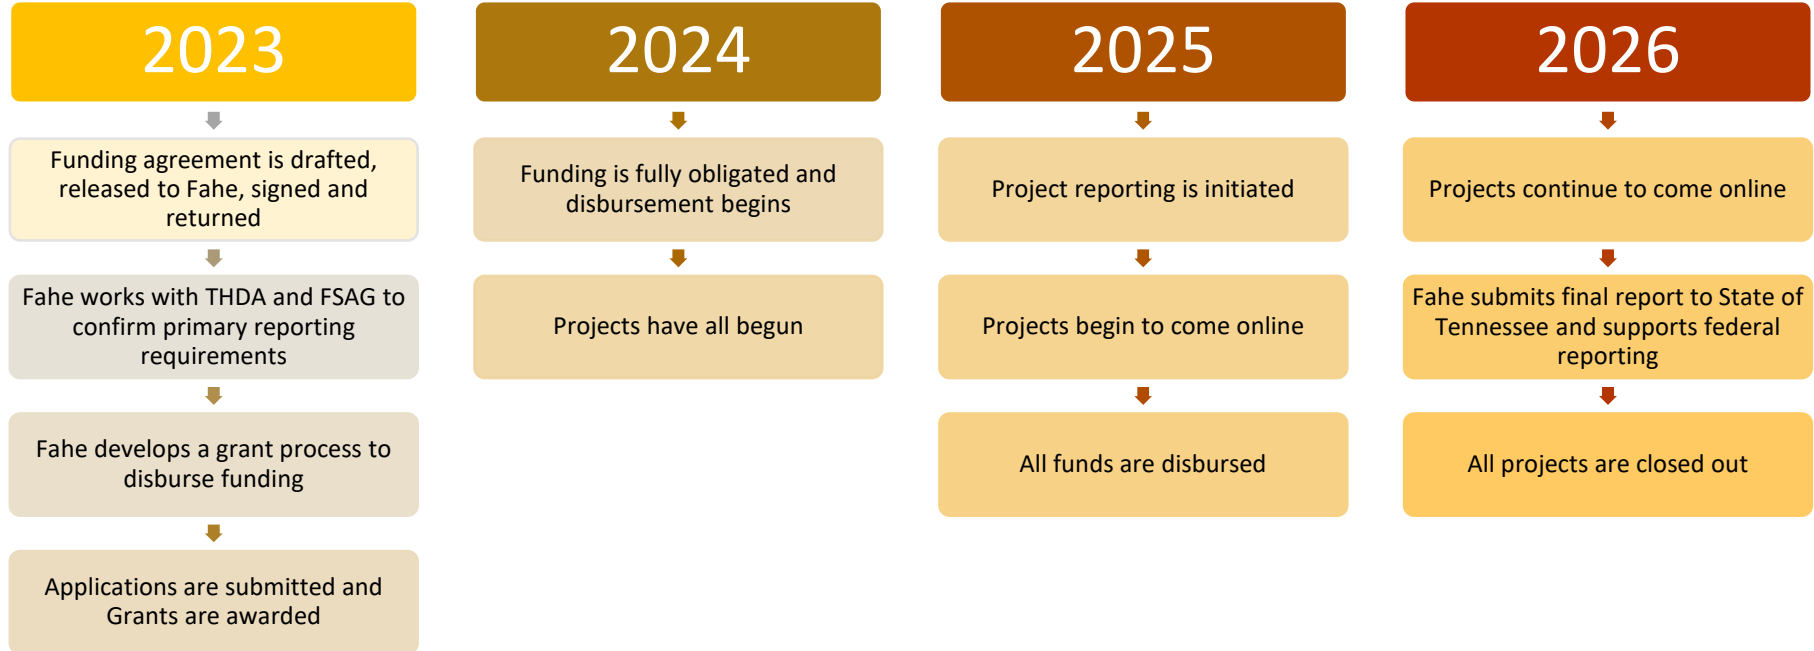 2023
Funding agreement is drafted,
released to Fahe, signed and
returned
Fahe works with THDA and FSAG to
confirm primary reporting
requirements
Fahe develops a grant process to
disburse funding
Applications are submitted and
Grants are awarded
2024
Funding is fully obligated and
disbursement begins
Projects have all begun
2025
Project reporting is initiated
Projects begin to come online
All funds are disbursed
2026
Projects continue to come online
Fahe submits final report to State of
Tennessee and supports federal
reporting
All projects are closed out